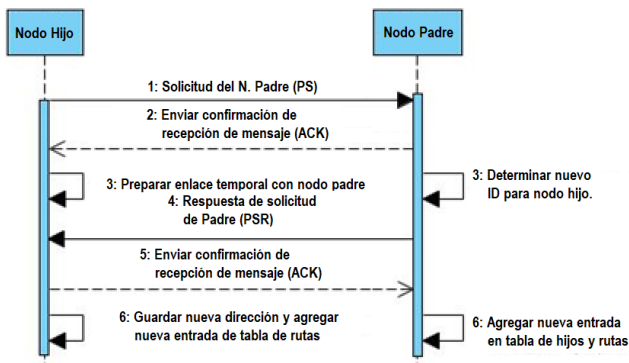 Nodo Hijo
Nodo Padre
1: Solicitud del N. Padre (PS)
2: Enviar confirmación de
recepción de mensaje (ACK)
3: Preparar enlace temporal con nodo padre
3: Determinar nuevo
ID para nodo hijo.
4: Respuesta de solicitud
de Padre (PSR)
5: Enviar confirmación de
recepción de mensaje (ACK)
6: Guardar nueva dirección y agregar
nueva entrada de tabla de rutas
6: Agregar nueva entrada
en tabla de hijos y rutas